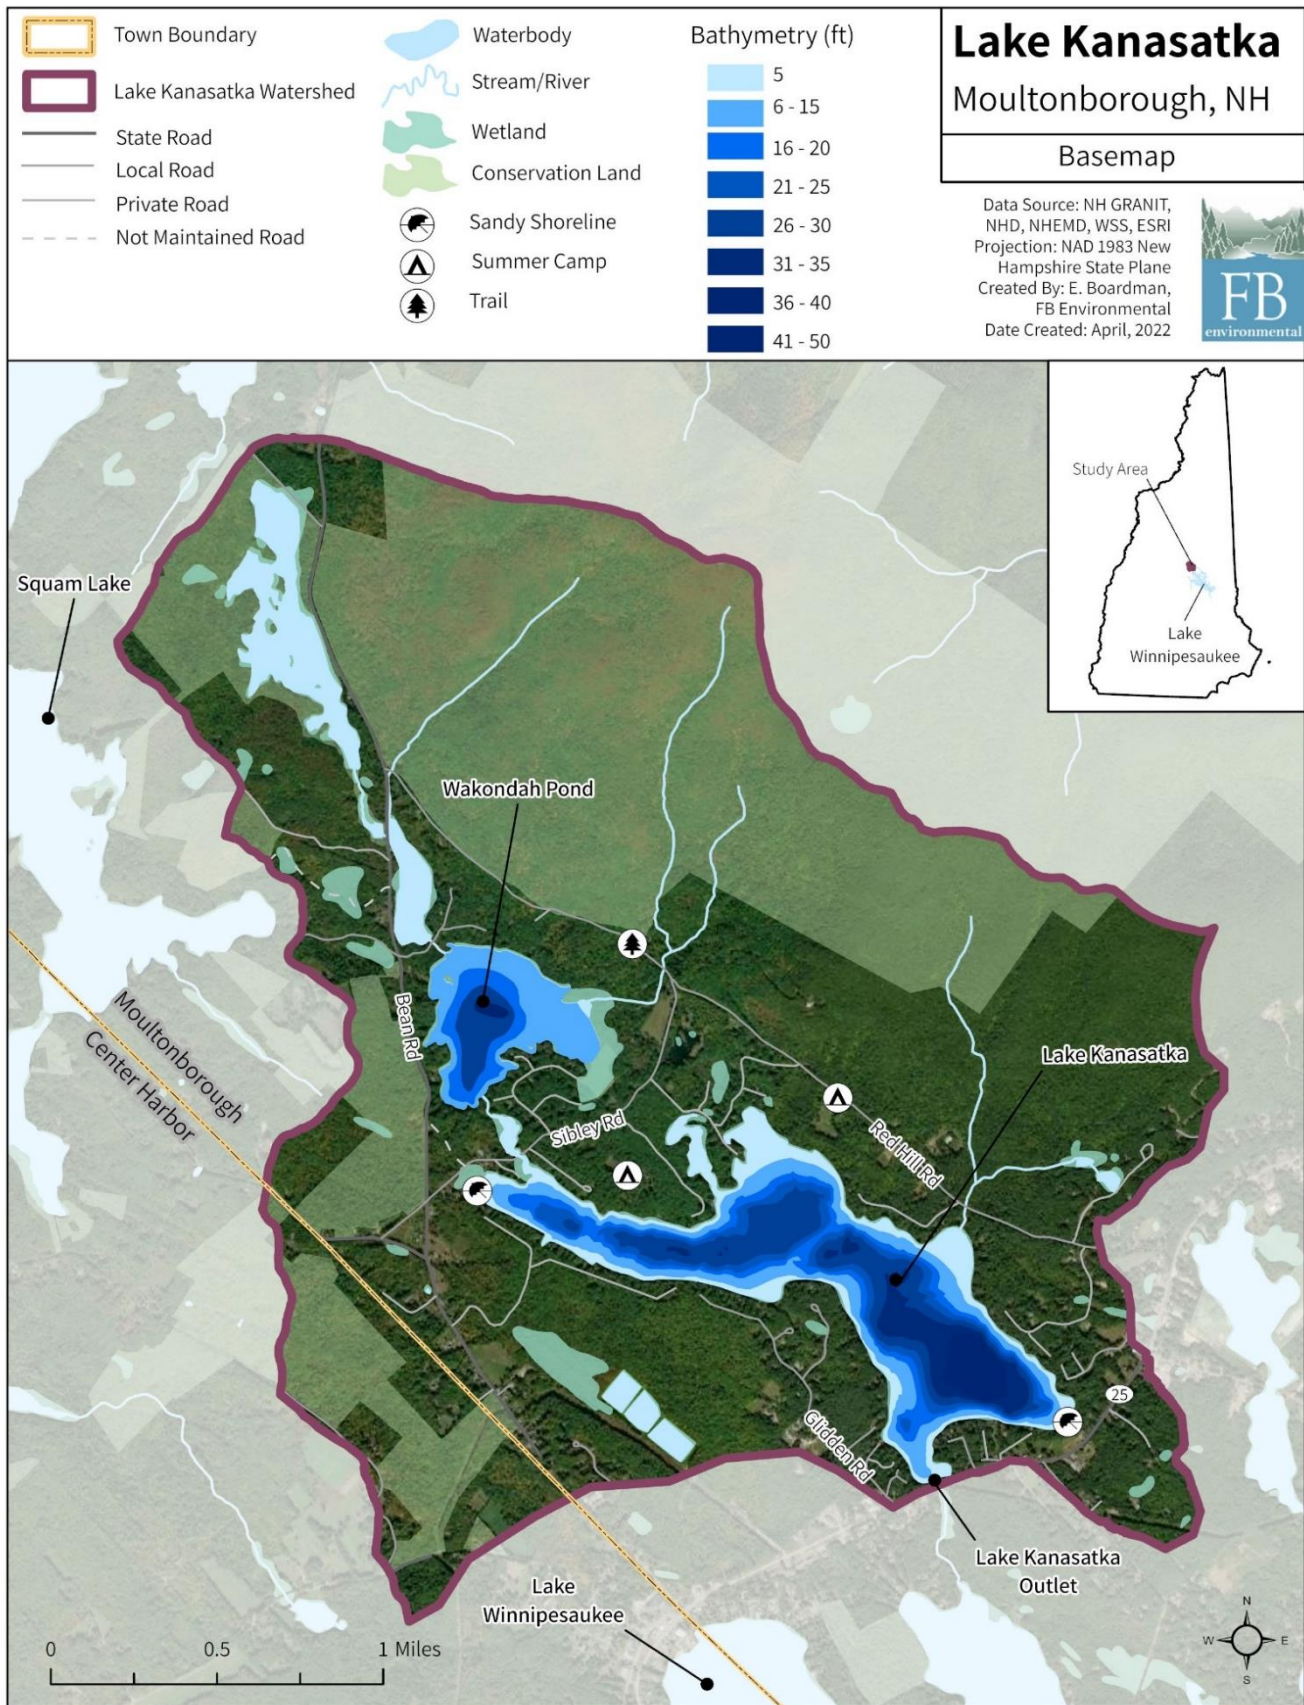 Town Boundary
Lake Kanasatka Watershed
State Road
Local Road
Private Road
Not Maintained Road
Waterbody
Stream/River
Wetland
Conservation Land
Sandy Shoreline
Summer Camp
Trail
Bathymetry (ft)
5
6 - 15
16 - 20
21 - 25
26 - 30
31 - 35
36 - 40
41 - 50
Lake Kanasatka
Moultonborough, NH
Basemap
Data Source: NH GRANIT,
NHD, NHEMD, WSS, ESRI
Projection: NAD 1983 New
Hampshire State Plane
Created By: E. Boardman,
FB Environmental
Date Created: April, 2022
FB
environmental
Study Area
Lake
Winnipesaukee
Squam Lake
Wakondah Pond
Moultonborough
Center Harbor
Bean Rd
Lake Kanasatka
Sibley Rd
Red Hill Rd
25
Glidden Rd
Lake Kanasatka
Outlet
Lake
Winnipesaukee
0 0.5 1 Miles
N
W E
S